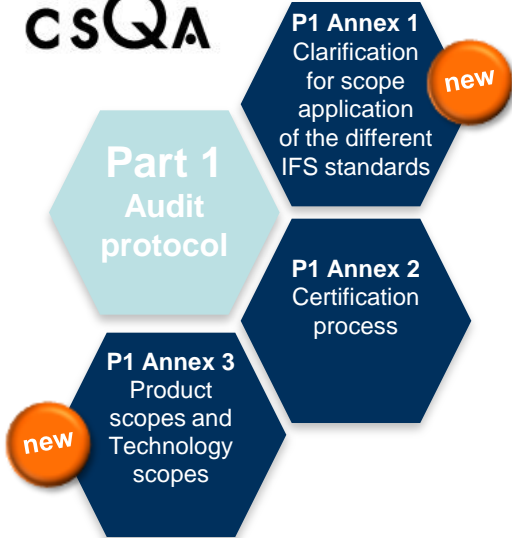 CSQA
P1 Annex 1
Clarification
for scope
application
of the different
IFS standards
new
Part 1
Audit
protocol
P1 Annex 2
Certification
process
P1 Annex 3
Product
scopes and
Technology
scopes
new